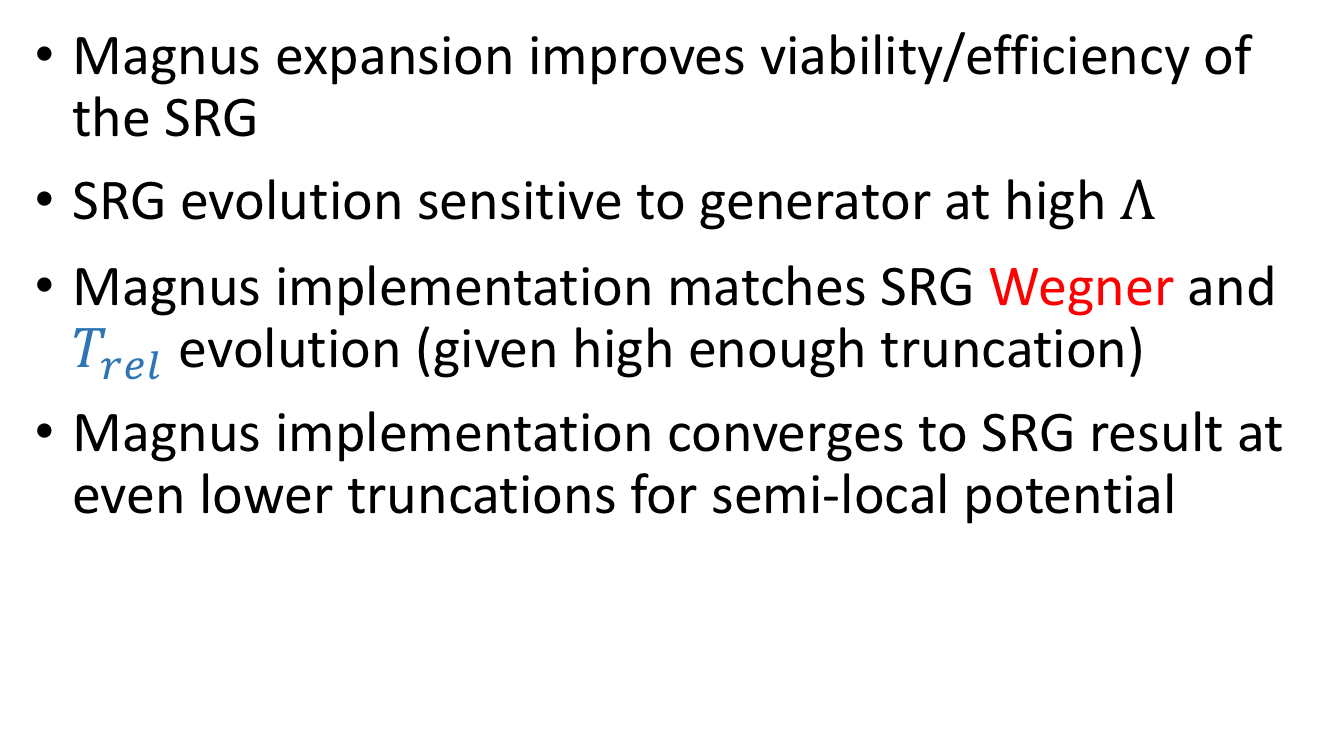 • Magnus expansion improves viability/efficiency of
the SRG
• SRG evolution sensitive to generator at high Λ
• Magnus implementation matches SRG Wegner and
T_{rel} evolution (given high enough truncation)
• Magnus implementation converges to SRG result at
even lower truncations for semi-local potential